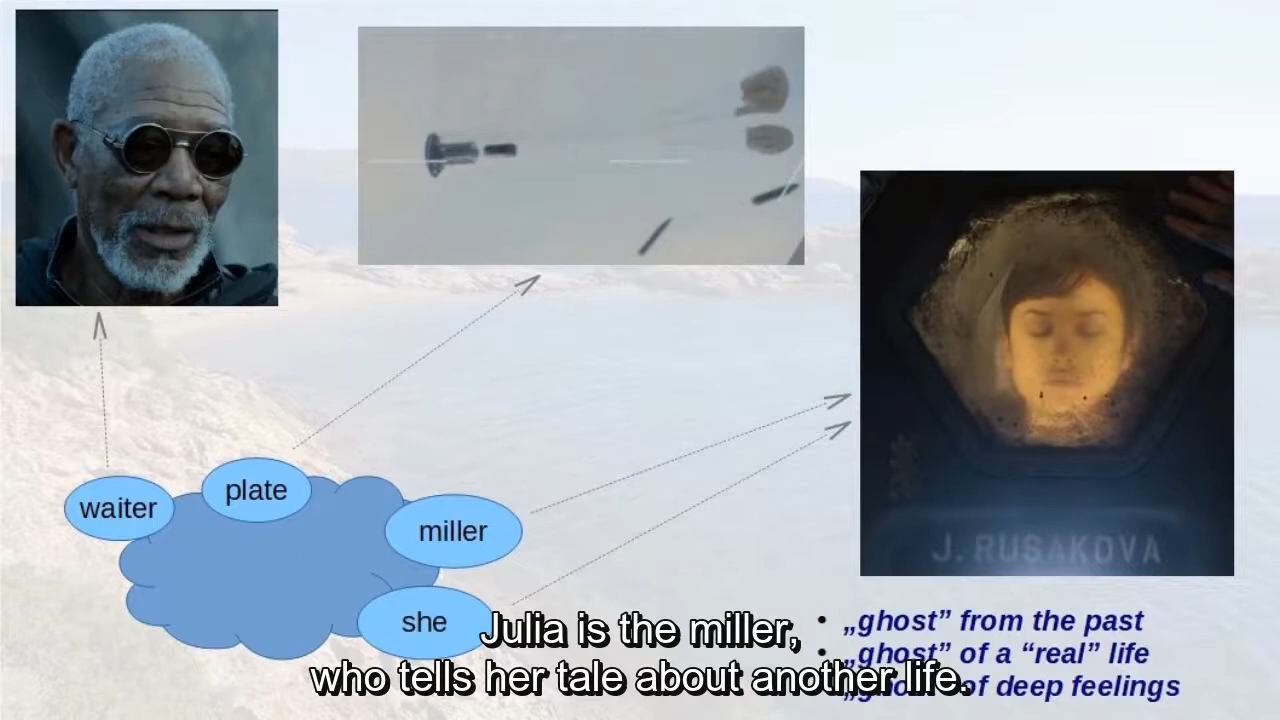 J. RUSAKOVA
waiter
plate
miller
she
• „ghost” from the past
• „ghost” of a “real” life
of deep feelings
Julia is the miller,
who tells her tale about another life.